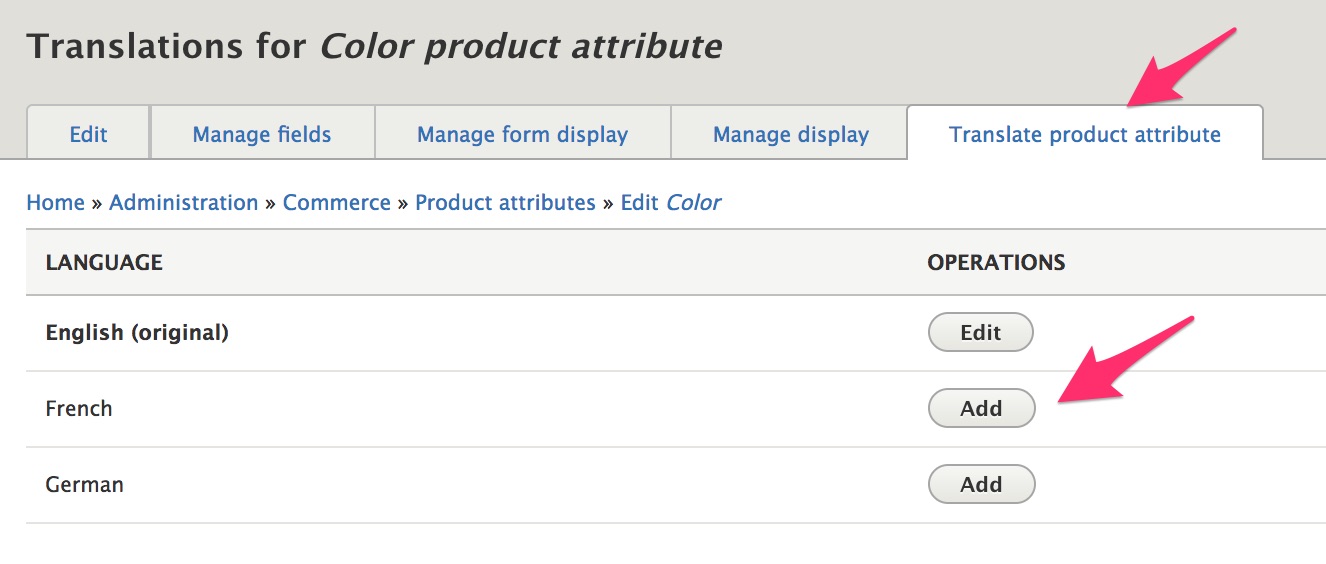 Translations for Color product attribute
Edit Manage fields Manage form display Manage display Translate product attribute
Home » Administration » Commerce » Product attributes » Edit Color
LANGUAGE OPERATIONS
English (original) Edit
French Add
German Add